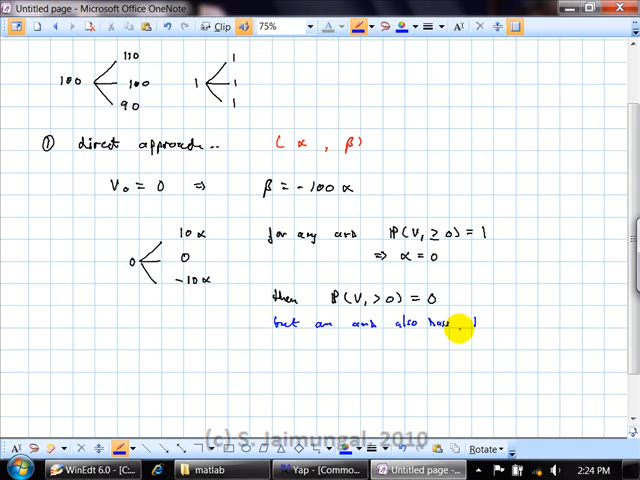 Untitled page - Microsoft Office OneNote
Clip
75%
110
1
100
100
1
1
90
1
① direct approach..
( α , β )
V₀ = 0 ⇒ β = -100 α
10 α
0
0
-10α
for any arb ℙ(V₁ ≥ 0) = 1
⇒ α = 0
then ℙ(V₁ > 0) = 0
but an arb also has
(c) S. Jaimungal, 2010
Rotate
WinEdt 6.0 - [C:...
matlab
Yap - [Commo...
Untitled page - M...
2:24 PM